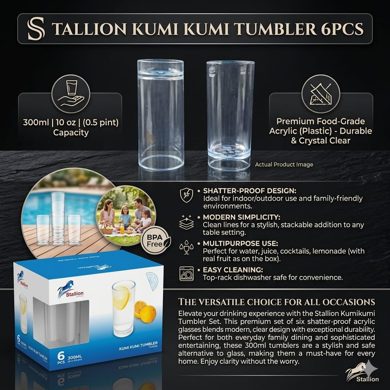 S TALLION KUMI KUMI TUMBLER 6PCS
300ml | 10 oz | (0.5 pint)
Capacity
Premium Food-Grade
Acrylic (Plastic) - Durable
& Crystal Clear
Actual Product Image
• SHATTER-PROOF DESIGN:
Ideal for indoor/outdoor use and family-friendly
environments.
• MODERN SIMPLICITY:
Clean lines for a stylish, stackable addition to any
table setting.
• MULTIPURPOSE USE:
Perfect for water, juice, cocktails, lemonade (with
real fruit as on the box).
• EASY CLEANING:
Top-rack dishwasher safe for convenience.
BPA
Free
Stallion
Stallion
6
PCS
300ML
KUMI KUMI TUMBLER
THE VERSATILE CHOICE FOR ALL OCCASIONS
Elevate your drinking experience with the Stallion Kumikumi
Tumbler Set. This premium set of six shatter-proof acrylic
glasses blends modern, clear design with exceptional durability.
Perfect for both everyday family dining and sophisticated
entertaining, these 300ml tumblers are a stylish and safe
alternative to glass, making them a must-have for every
home. Enjoy clarity without the worry.
Stallion